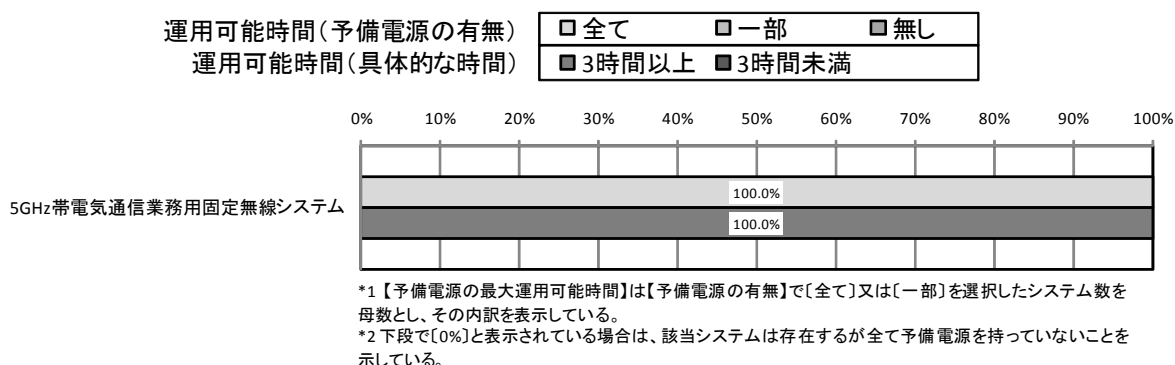 運用可能時間(予備電源の有無) 全て 一部 無し
運用可能時間(具体的な時間) 3時間以上 3時間未満
0% 10% 20% 30% 40% 50% 60% 70% 80% 90% 100%
100.0%
5GHz帯電気通信業務用固定無線システム
100.0%
*1【予備電源の最大運用可能時間】は【予備電源の有無】で〔全て〕又は〔一部〕を選択したシステム数を
母数とし、その内訳を表示している。
*2 下段で〔0%〕と表示されている場合は、該当システムは存在するが全て予備電源を持っていないことを
示している。